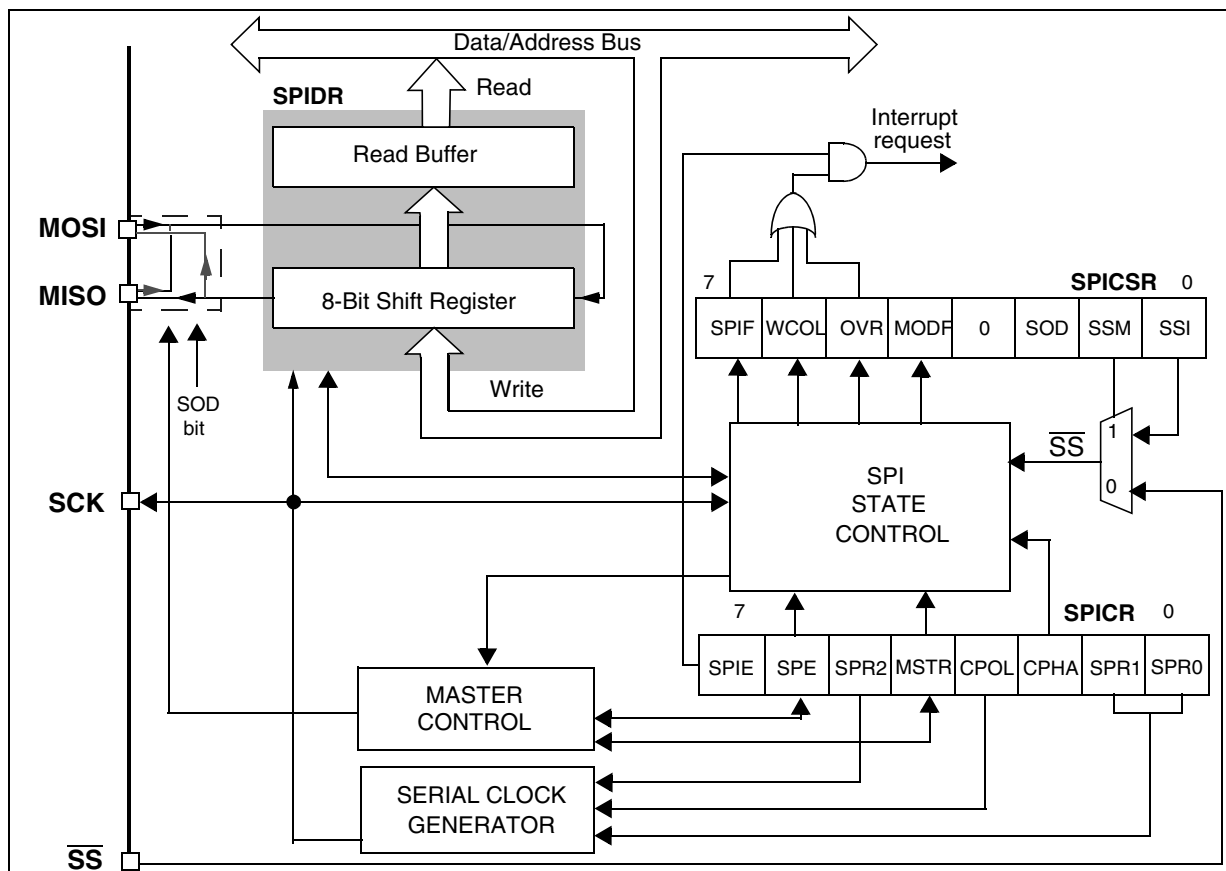 Data/Address Bus
SPIDR
Read
Read Buffer
Interrupt
request
MOSI
MISO
8-Bit Shift Register
7
SPICSR
0
SPIF
WCOL
OVR
MODF
0
SOD
SSM
SSI
Write
SOD
bit
1
SS
0
SCK
SPI
STATE
CONTROL
7
SPICR
0
SPIE
SPE
SPR2
MSTR
CPOL
CPHA
SPR1
SPR0
MASTER
CONTROL
SERIAL CLOCK
GENERATOR
SS